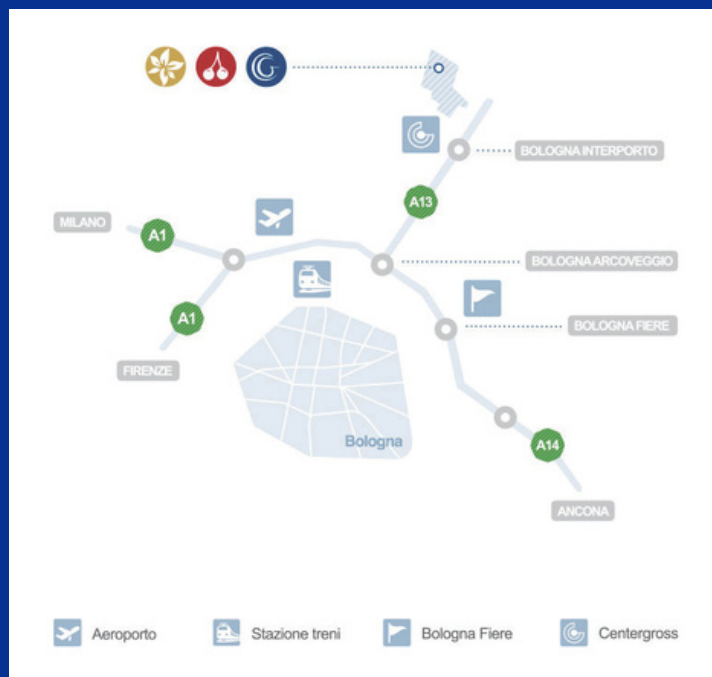 BOLOGNA INTERPORTO
A13
MILANO
A1
BOLOGNA ARCOVEGGIO
A1
BOLOGNA FIERE
FIRENZE
Bologna
A14
ANCONA
Aeroporto
Stazione treni
Bologna Fiere
Centergross